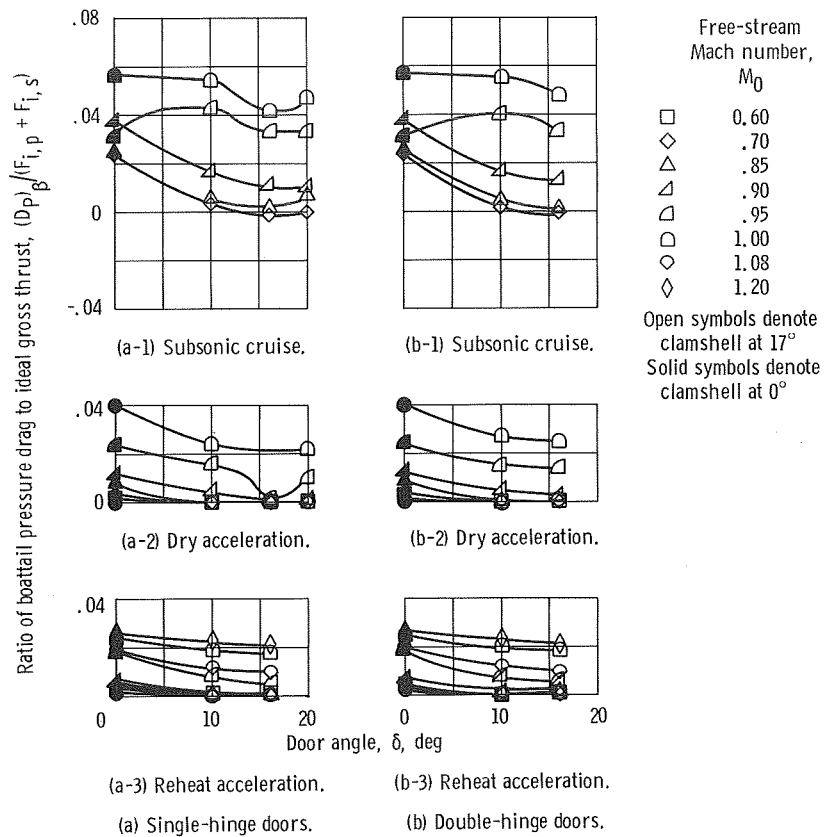 Ratio of boattail pressure drag to ideal gross thrust, (Dp)β/(Fi, p + Fi, s)
.08
.04
0
-.04
(a-1) Subsonic cruise.
(b-1) Subsonic cruise.
Free-stream
Mach number,
M0
0.60
.70
.85
.90
.95
1.00
1.08
1.20
Open symbols denote
clamshell at 17°
Solid symbols denote
clamshell at 0°
.04
0
(a-2) Dry acceleration.
(b-2) Dry acceleration.
.04
0 10 20 0 10 20
Door angle, δ, deg
(a-3) Reheat acceleration.
(b-3) Reheat acceleration.
(a) Single-hinge doors.
(b) Double-hinge doors.